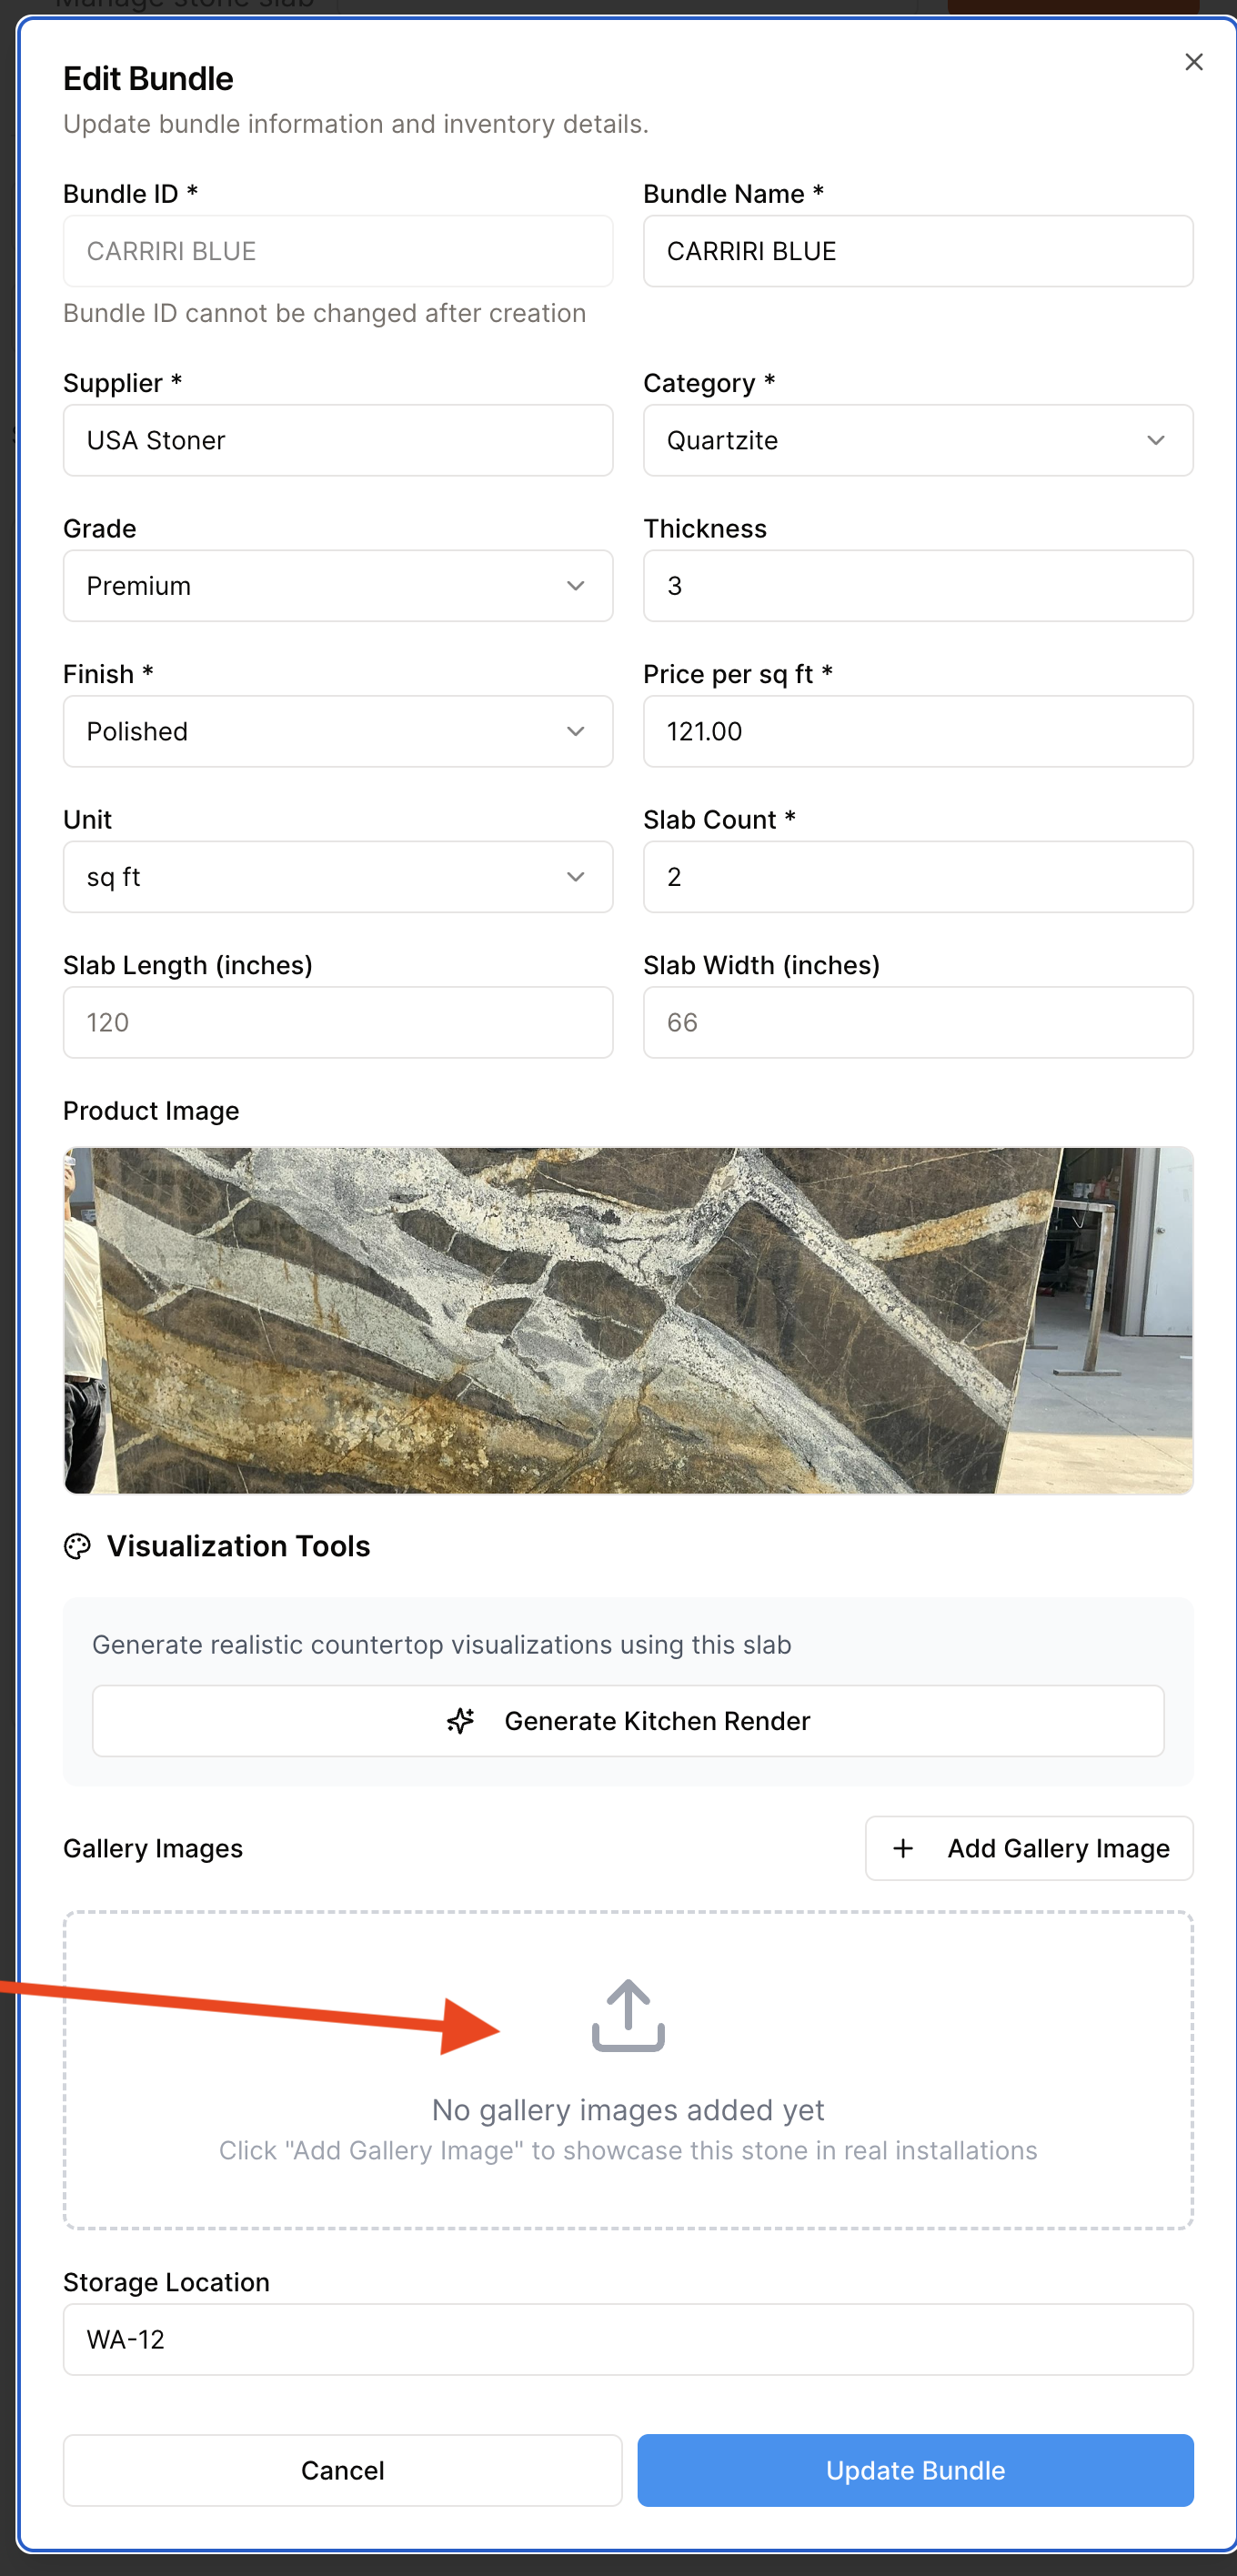 Manage stone slab
Edit Bundle
Update bundle information and inventory details.
Bundle ID *
Bundle Name *
CARRIRI BLUE
CARRIRI BLUE
Bundle ID cannot be changed after creation
Supplier *
Category *
USA Stoner
Quartzite
Grade
Thickness
Premium
3
Finish *
Price per sq ft *
Polished
121.00
Unit
Slab Count *
sq ft
2
Slab Length (inches)
Slab Width (inches)
120
66
Product Image
Visualization Tools
Generate realistic countertop visualizations using this slab
Generate Kitchen Render
Gallery Images
Add Gallery Image
No gallery images added yet
Click "Add Gallery Image" to showcase this stone in real installations
Storage Location
WA-12
Cancel
Update Bundle